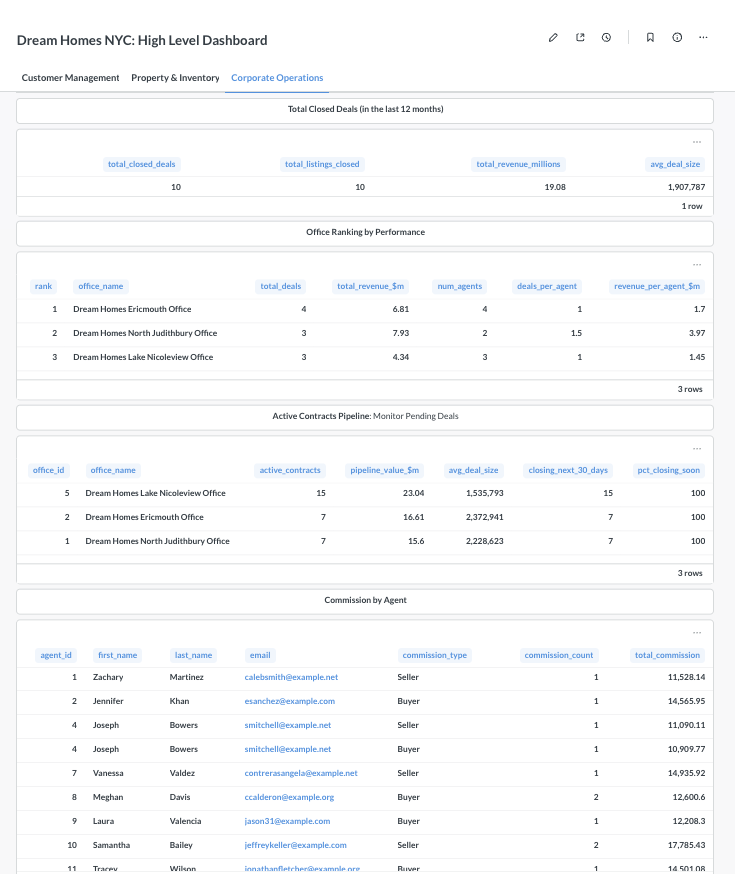 Dream Homes NYC: High Level Dashboard
Customer Management Property & Inventory Corporate Operations
Total Closed Deals (in the last 12 months)
total_closed_deals total_listings_closed total_revenue_millions avg_deal_size
10 10 19.08 1,907,787
1 row
Office Ranking by Performance
rank office_name total_deals total_revenue_$m num_agents deals_per_agent revenue_per_agent_$m
1 Dream Homes Ericmouth Office 4 6.81 4 1 1.7
2 Dream Homes North Judithbury Office 3 7.93 2 1.5 3.97
3 Dream Homes Lake Nicoleview Office 3 4.34 3 1 1.45
3 rows
Active Contracts Pipeline: Monitor Pending Deals
office_id office_name active_contracts pipeline_value_$m avg_deal_size closing_next_30_days pct_closing_soon
5 Dream Homes Lake Nicoleview Office 15 23.04 1,535,793 15 100
2 Dream Homes Ericmouth Office 7 16.61 2,372,941 7 100
1 Dream Homes North Judithbury Office 7 15.6 2,228,623 7 100
3 rows
Commission by Agent
agent_id first_name last_name email commission_type commission_count total_commission
1 Zachary Martinez calebsmith@example.net Seller 1 11,528.14
2 Jennifer Khan esanchez@example.com Buyer 1 14,565.95
4 Joseph Bowers smitchell@example.net Seller 1 11,090.11
4 Joseph Bowers smitchell@example.net Buyer 1 10,909.77
7 Vanessa Valdez contrerasangela@example.net Seller 1 14,935.92
8 Meghan Davis ccalderon@example.org Buyer 2 12,600.6
9 Laura Valencia jason31@example.com Buyer 1 12,208.3
10 Samantha Bailey jeffreykeller@example.com Seller 2 17,785.43
11 Tracey Wilson jonathanfletcher@example.org Buyer 1 14,501.08